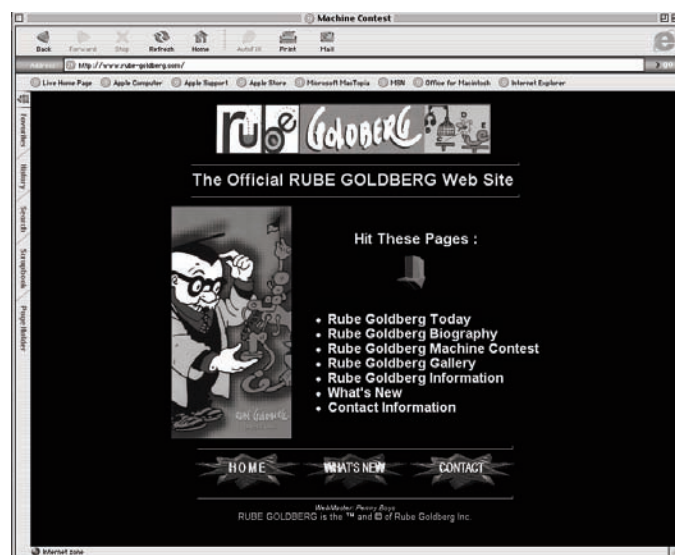 Machine Contest
Back Forward Stop Refresh Home AutoFill Print Mail
Address http://www.rube-goldberg.com/ go
Live Home Page Apple Computer Apple Support Apple Store Microsoft MacTopia MSN Office for Macintosh Internet Explorer
Favorites
History
Search
Scrapbook
Page Holder
rube GOLDBERG
The Official RUBE GOLDBERG Web Site
Hit These Pages :
• Rube Goldberg Today
• Rube Goldberg Biography
• Rube Goldberg Machine Contest
• Rube Goldberg Gallery
• Rube Goldberg Information
• What's New
• Contact Information
RUBE GOLDBERG
HOME WHAT'S NEW CONTACT
WebMaster: Penny Boys
RUBE GOLDBERG is the ™ and © of Rube Goldberg Inc.
Internet zone